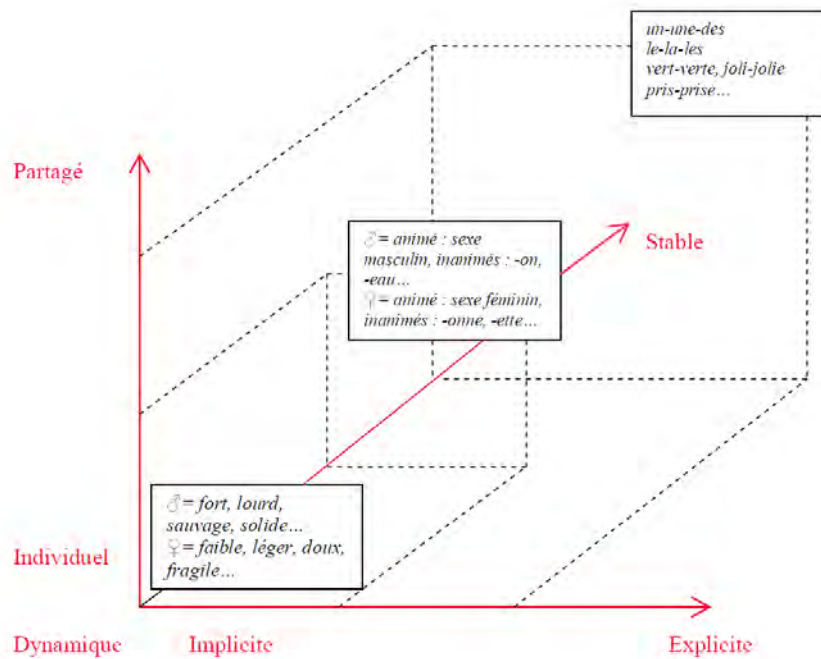 un-une-des
le-la-les
vert-verte, joli-jolie
pris-prise…
Partagé
Stable
♂= animé : sexe
masculin, inanimés : -on,
-eau…
♀= animé : sexe féminin,
inanimés : -onne, -ette…
♂= fort, lourd,
sauvage, solide…
♀= faible, léger, doux,
fragile…
Individuel
Dynamique
Implicite
Explicite